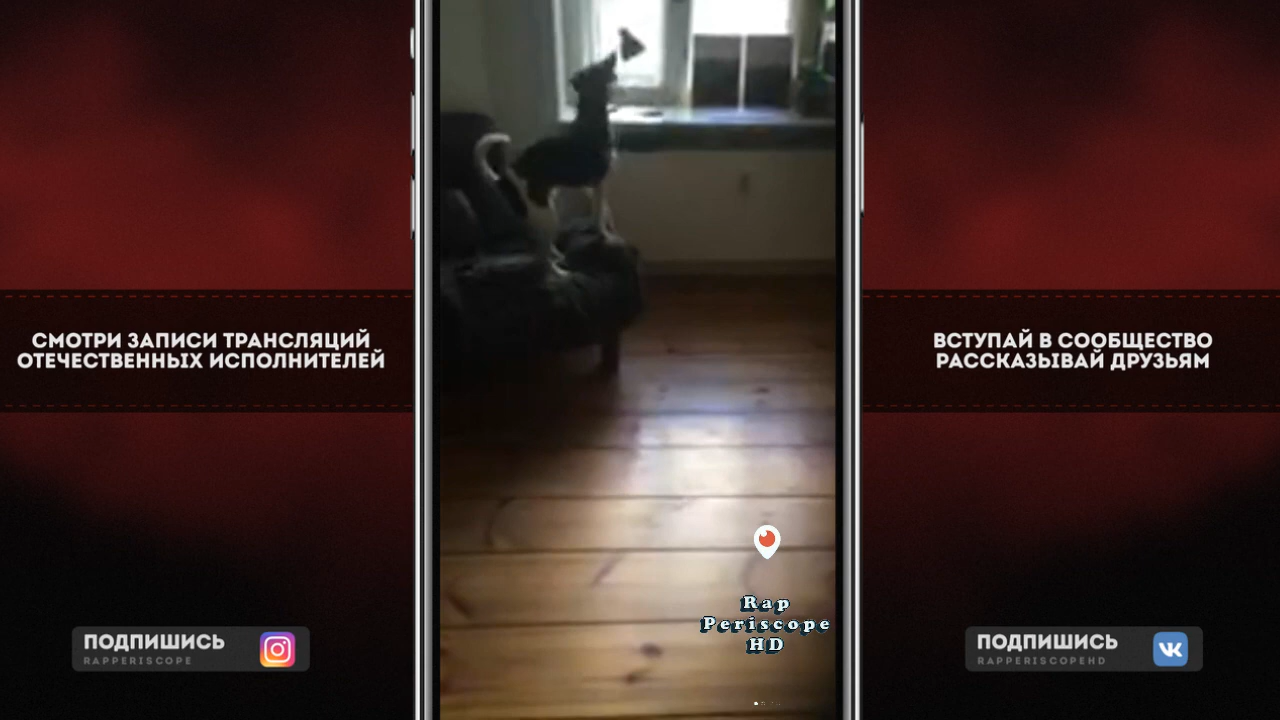 СМОТРИ ЗАПИСИ ТРАНСЛЯЦИЙ
ОТЕЧЕСТВЕННЫХ ИСПОЛНИТЕЛЕЙ
ВСТУПАЙ В СООБЩЕСТВО
РАССКАЗЫВАЙ ДРУЗЬЯМ
Rap
Periscope
HD
ПОДПИШИСЬ
RAPPERISCOPE
ПОДПИШИСЬ
RAPPERISCOPEHD